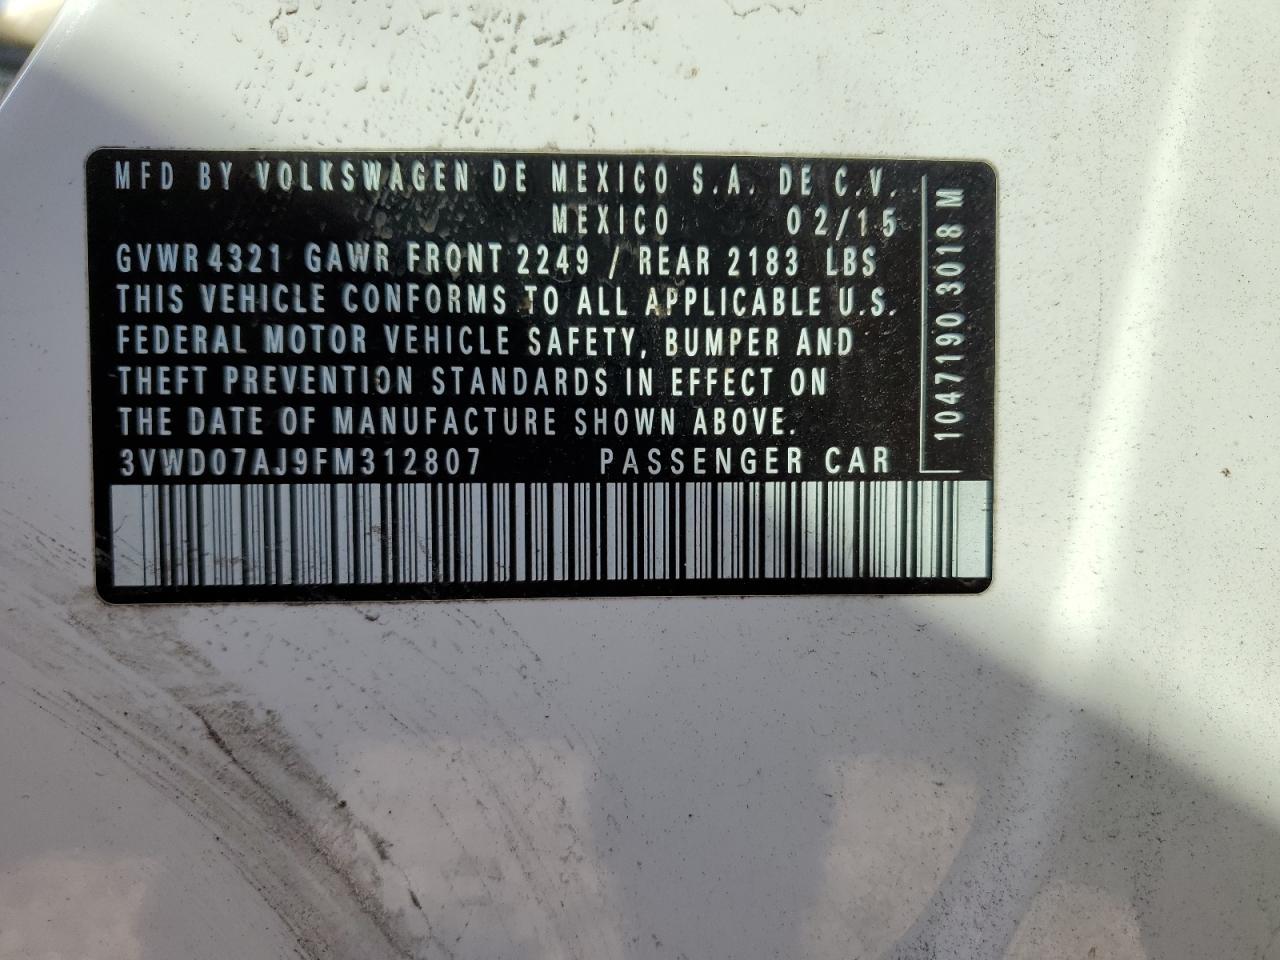 MFD BY VOLKSWAGEN DE MEXICO S.A. DE C.V.
MEXICO 02/15
GVWR 4321 GAWR FRONT 2249 / REAR 2183 LBS
THIS VEHICLE CONFORMS TO ALL APPLICABLE U.S.
FEDERAL MOTOR VEHICLE SAFETY, BUMPER AND
THEFT PREVENTION STANDARDS IN EFFECT ON
THE DATE OF MANUFACTURE SHOWN ABOVE.
3VWD07AJ9FM312807 PASSENGER CAR
1047190 3018 M